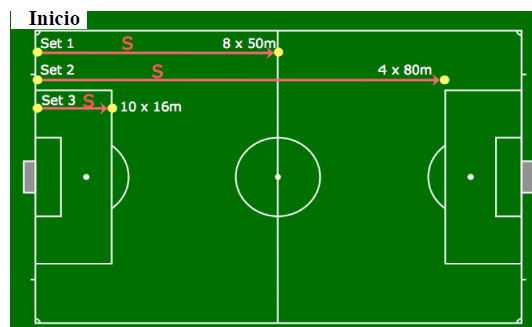 Inicio
Set 1 S 8 x 50m
Set 2 S 4 x 80m
Set 3 S 10 x 16m